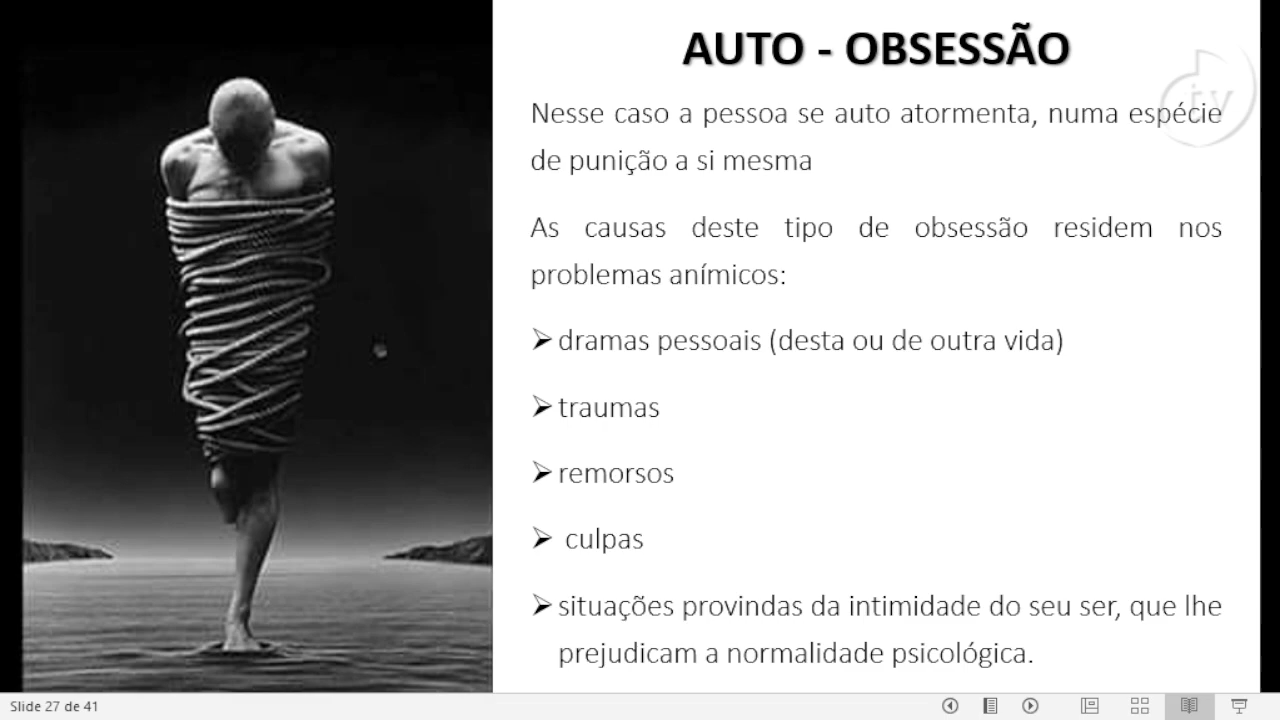 AUTO - OBSESSÃO
tv
Nesse caso a pessoa se auto atormenta, numa espécie
de punição a si mesma
As causas deste tipo de obsessão residem nos
problemas anímicos:
➢ dramas pessoais (desta ou de outra vida)
➢ traumas
➢ remorsos
➢ culpas
➢ situações provindas da intimidade do seu ser, que lhe
prejudicam a normalidade psicológica.
Slide 27 de 41